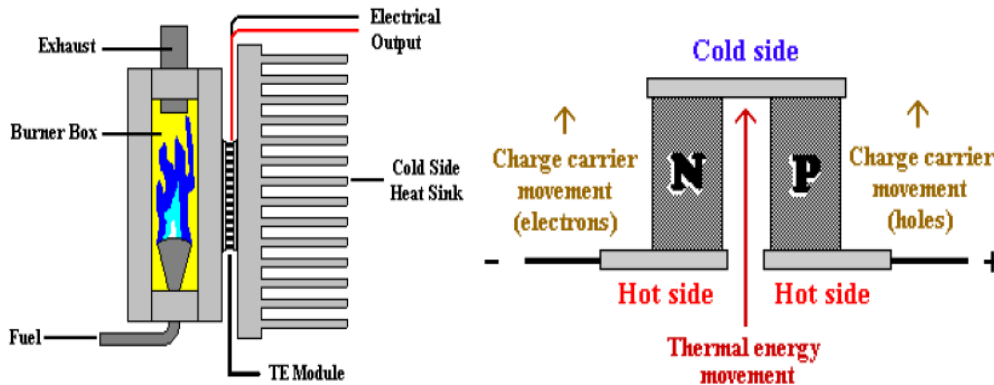 Exhaust
Burner Box
Fuel
Electrical
Output
Cold Side
Heat Sink
TE Module
Cold side
Charge carrier
movement
(electrons)
N
P
Charge carrier
movement
(holes)
-
+
Hot side
Hot side
Thermal energy
movement